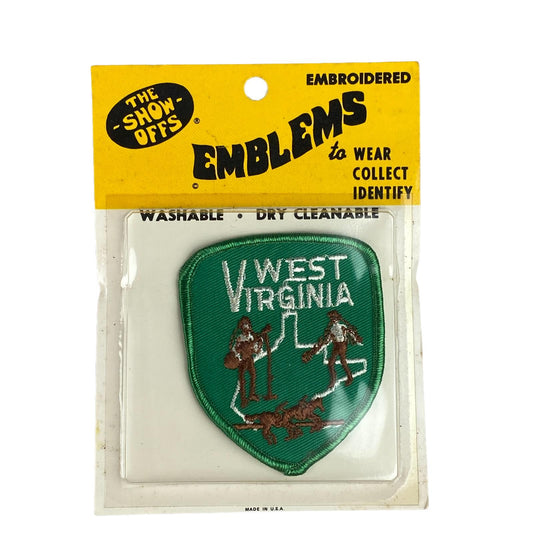 THE
-SHOW-
OFFS
®
EMBROIDERED
EMBLEMS
©
to WEAR
COLLECT
IDENTIFY
WASHABLE • DRY CLEANABLE
WEST
VIRGINIA
MADE IN U.S.A